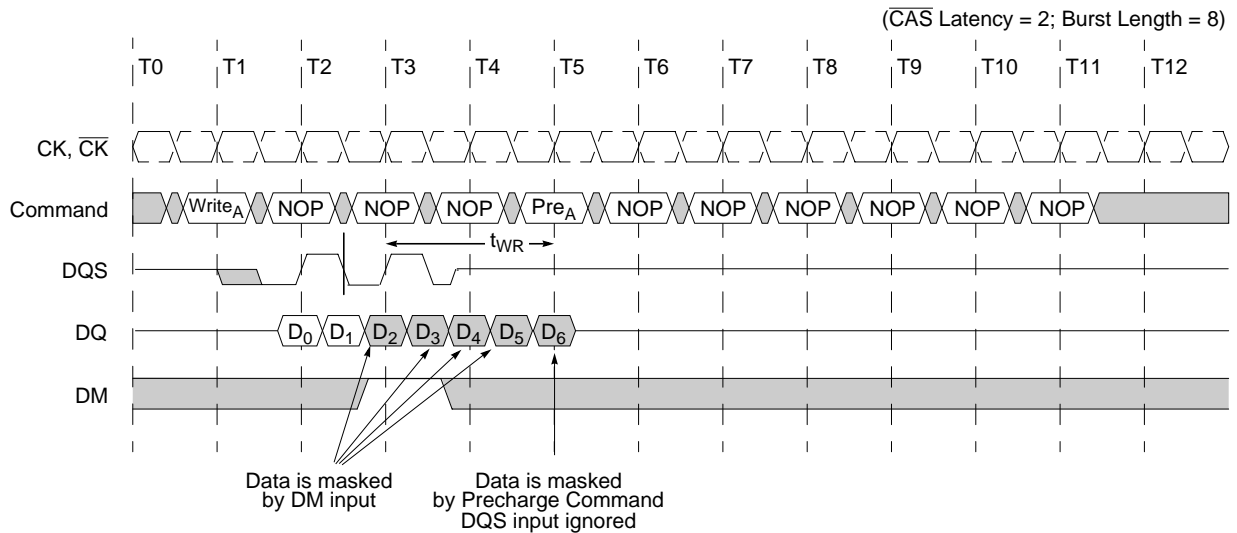 (CAS Latency = 2; Burst Length = 8)
T0 T1 T2 T3 T4 T5 T6 T7 T8 T9 T10 T11 T12
CK, CK
Command WriteA NOP NOP NOP PreA NOP NOP NOP NOP NOP NOP
tWR
DQS
DQ D0 D1 D2 D3 D4 D5 D6
DM
Data is masked
by DM input
Data is masked
by Precharge Command
DQS input ignored